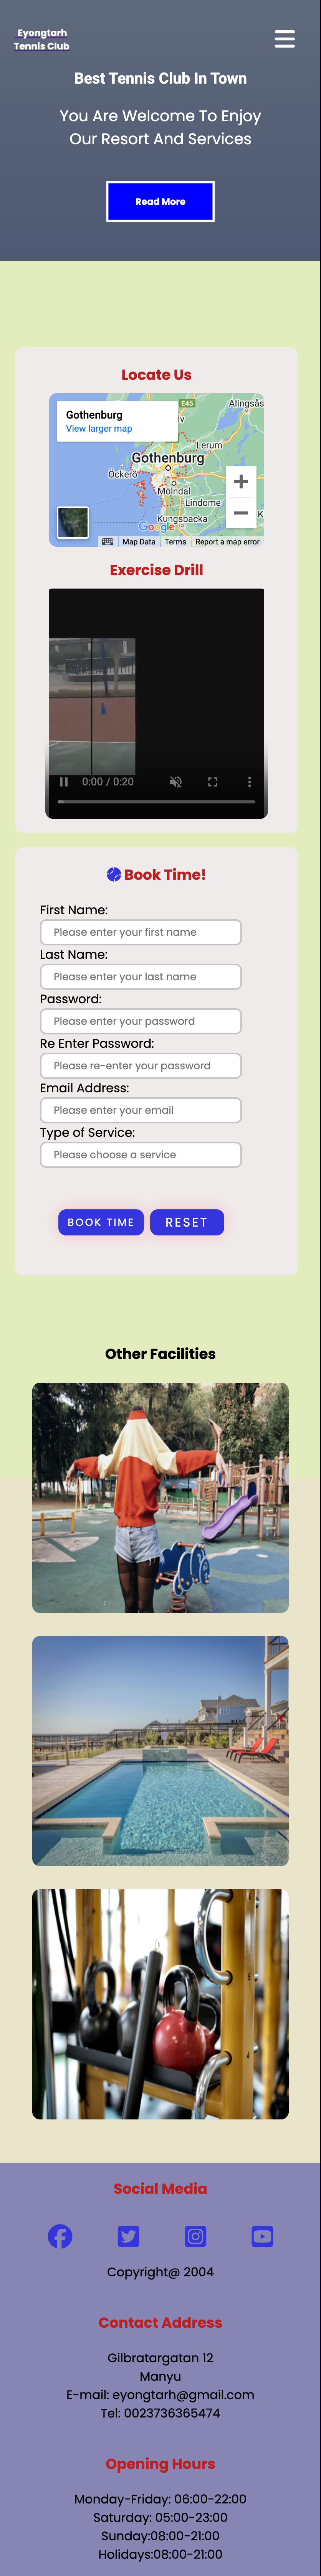 Eyongtarh
Tennis Club
Best Tennis Club In Town
You Are Welcome To Enjoy
Our Resort And Services
Read More
Locate Us
Gothenburg
View larger map
E45
Alingsås
lv
Lerum
Gothenburg
Öckerö
Mölndal
Lindome
Kungsbacka
K
Google
Map Data
Terms
Report a map error
Exercise Drill
0:00 / 0:20
Book Time!
First Name:
Please enter your first name
Last Name:
Please enter your last name
Password:
Please enter your password
Re Enter Password:
Please re-enter your password
Email Address:
Please enter your email
Type of Service:
Please choose a service
BOOK TIME
RESET
Other Facilities
Social Media
Copyright@ 2004
Contact Address
Gilbratargatan 12
Manyu
E-mail: eyongtarh@gmail.com
Tel: 0023736365474
Opening Hours
Monday-Friday: 06:00-22:00
Saturday: 05:00-23:00
Sunday:08:00-21:00
Holidays:08:00-21:00